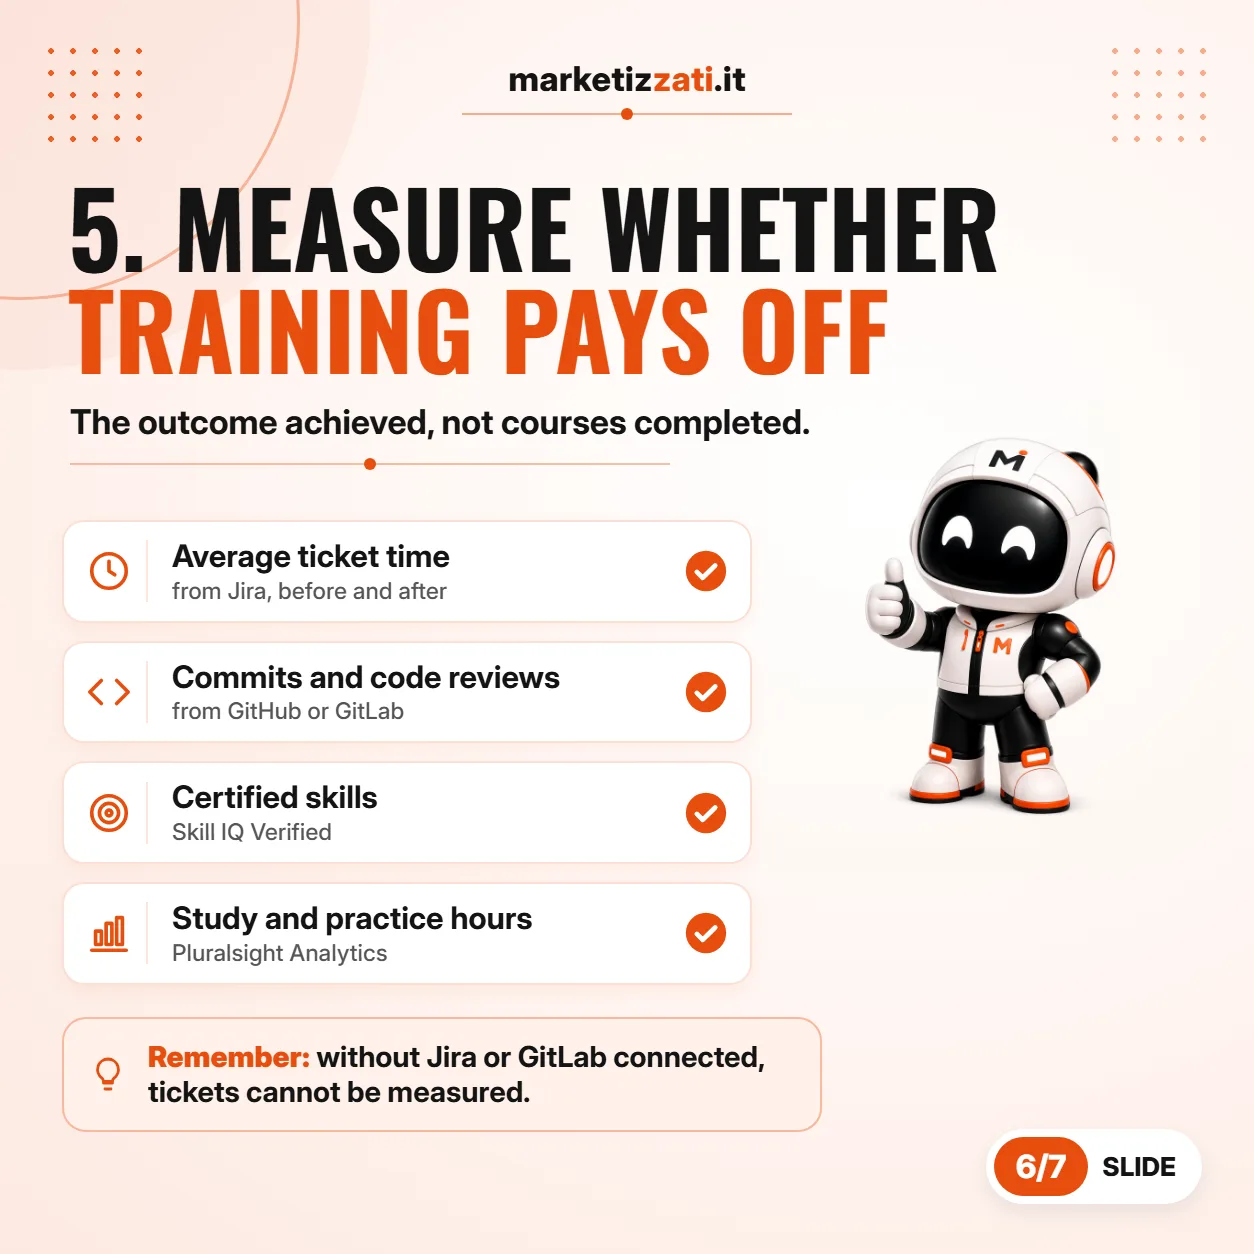 marketizzati.it
5. MEASURE WHETHER
TRAINING PAYS OFF
The outcome achieved, not courses completed.
Average ticket time
from Jira, before and after
Commits and code reviews
from GitHub or GitLab
Certified skills
Skill IQ Verified
Study and practice hours
Pluralsight Analytics
Remember: without Jira or GitLab connected,
tickets cannot be measured.
M
M
6/7 SLIDE